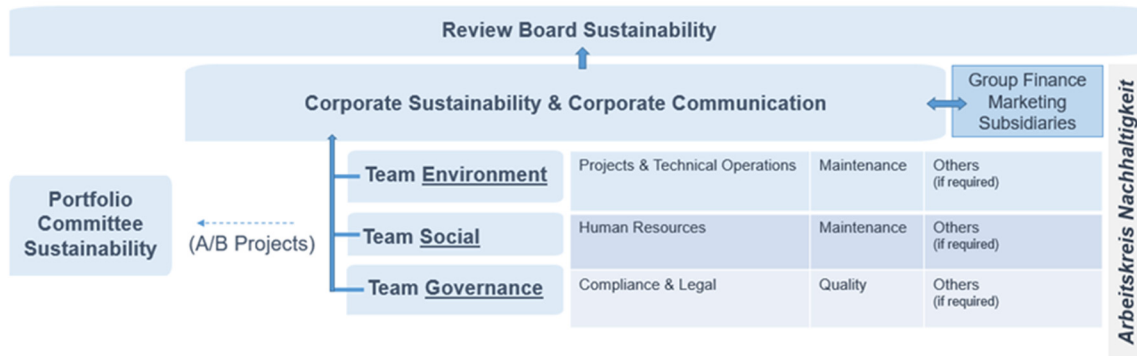 Review Board Sustainability
Corporate Sustainability & Corporate Communication
Group Finance
Marketing
Subsidiaries
Team Environment
Projects & Technical Operations
Maintenance
Others
(if required)
Portfolio
Committee
Sustainability
(A/B Projects)
Team Social
Human Resources
Maintenance
Others
(if required)
Team Governance
Compliance & Legal
Quality
Others
(if required)
Arbeitskreis Nachhaltigkeit